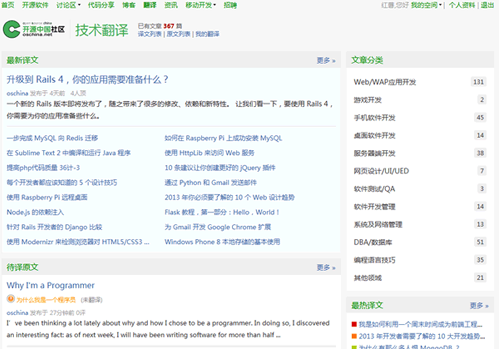 首页 开源软件 讨论区 代码分享 博客 翻译 资讯 移动开发 招聘
红薯,您好 我的空间 | 个人资料 | 退出
开源中国社区
oschina.net
技术翻译
已有文章 367 网
译文列表 | 原文列表 | 我的翻译
最新译文 更多 »
升级到 Rails 4，你的应用需要准备什么？
oschina 发布于 4天前 4人顶
一个新的 Rails 版本即将发布了，随之带来了很多的修改、依赖和新特性。 让我们看一下，要使用 Rails 4，
你需要为你的应用准备些什么。
一步完成 MySQL 向 Redis 迁移
如何在 Raspberry Pi 上成功安装 MySQL
在 Sublime Text 2 中编译和运行 Java 程序
使用 HttpLib 来访问 Web 服务
提高php代码质量 36计-3
10 条建议让你创建更好的 jQuery 插件
每个开发者都应该知道的 5 个设计技巧
通过 Python 和 Gmail 发送邮件
使用 Raspberry Pi 远程桌面
2013 年你必须要了解的 10 个 Web 设计趋势
Node.js 的依赖注入
Flask 教程，第一部分：Hello，World！
针对 Rails 开发者的 Django 比较
为 Gmail 开发 Google Chrome 扩展
使用 Modernizr 来检测浏览器对 HTML5/CSS3 ...
Windows Phone 8 本地存储的基本使用
待译原文 更多 »
Why I'm a Programmer
为什么我是一个程序员 (未翻译)
oschina 发布于 27分钟前 0评
I' ve been thinking a lot lately about why and how I chose to be a programmer. In doing so, I discovered
an interesting fact: as of next week, I will have been writing software for more than half ...
文章分类
Web/WAP应用开发 131
游戏开发 2
手机软件开发 45
桌面软件开发 14
服务器端开发 38
网页设计/UI/UED 7
软件测试/QA 3
软件开发管理 14
系统及网络管理 13
DBA/数据库 51
编程语言技巧 35
其他领域 21
最热译文 更多 »
我是如何利用一个周末时间成为前端工程...
2013 年开发者需要了解的 10 大开发趋势
为什么有那么多人恨 MongoDB ？